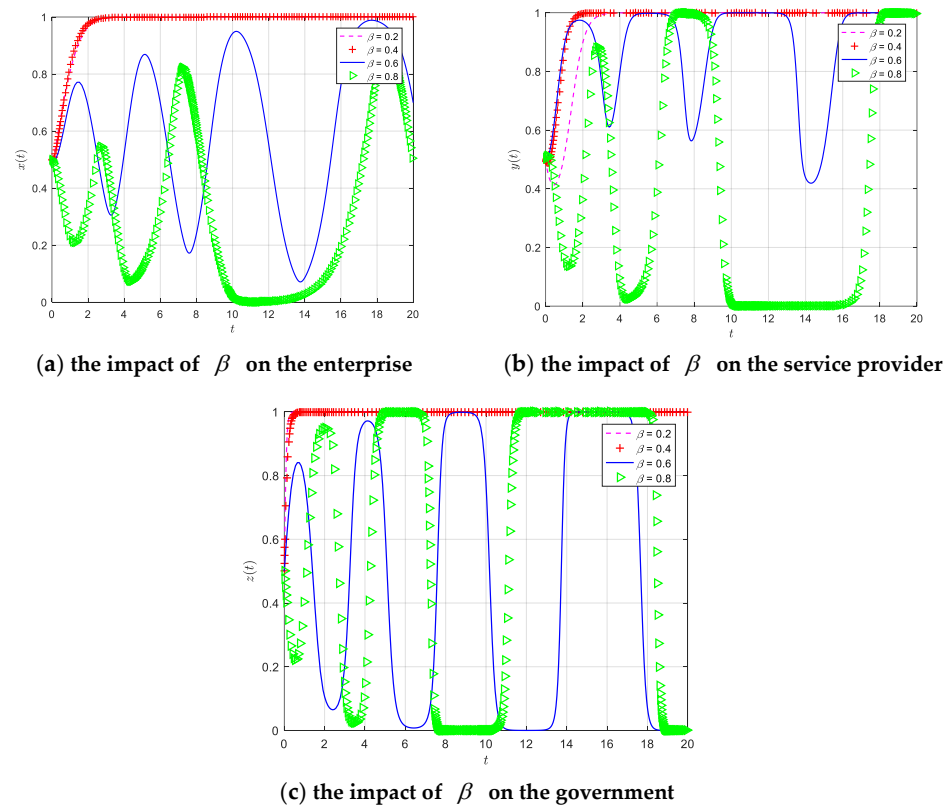 1
0.8
0.6
0.4
0.2
0
x(t)
0 2 4 6 8 10 12 14 16 18 20
t
β = 0.2
β = 0.4
β = 0.6
β = 0.8
(a) the impact of β on the enterprise
1
0.8
0.6
0.4
0.2
0
y(t)
0 2 4 6 8 10 12 14 16 18 20
t
β = 0.2
β = 0.4
β = 0.6
β = 0.8
(b) the impact of β on the service provider
1
0.8
0.6
0.4
0.2
0
z(t)
0 2 4 6 8 10 12 14 16 18 20
t
β = 0.2
β = 0.4
β = 0.6
β = 0.8
(c) the impact of β on the government